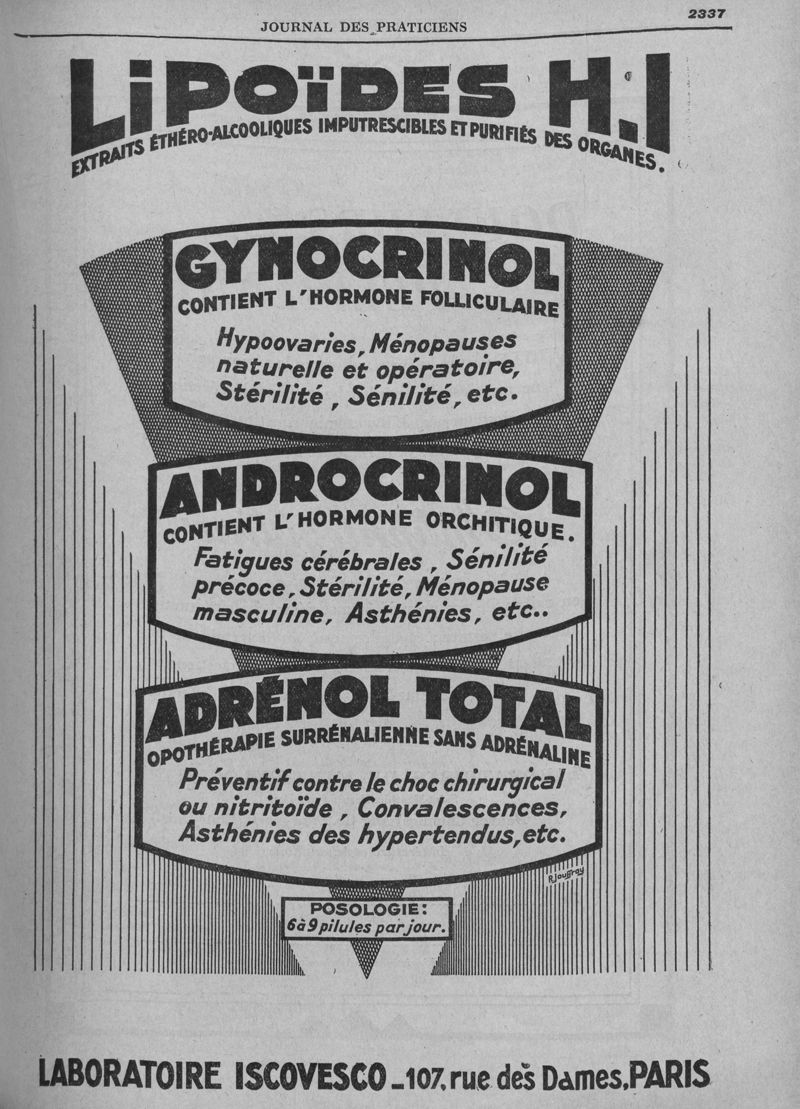 2337
JOURNAL DES PRATICIENS
LiPOÏDES H.I
EXTRAITS ÉTHÉRO-ALCOOLIQUES IMPUTRESCIBLES ET PURIFIÉS DES ORGANES.
GYNOCRINOL
CONTIENT L'HORMONE FOLLICULAIRE
Hypoovaries, Ménopauses
naturelle et opératoire,
Stérilité, Sénilité, etc.
ANDROCRINOL
CONTIENT L'HORMONE ORCHITIQUE.
Fatigues cérébrales, Sénilité
précoce, Stérilité, Ménopause
masculine, Asthénies, etc..
ADRÉNOL TOTAL
OPOTHÉRAPIE SURRÉNALIENNE SANS ADRÉNALINE
Préventif contre le choc chirurgical
ou nitritoïde, Convalescences,
Asthénies des hypertendus, etc.
R. Jouffroy
POSOLOGIE:
6 à 9 pilules par jour.
LABORATOIRE ISCOVESCO_107, rue des Dames, PARIS